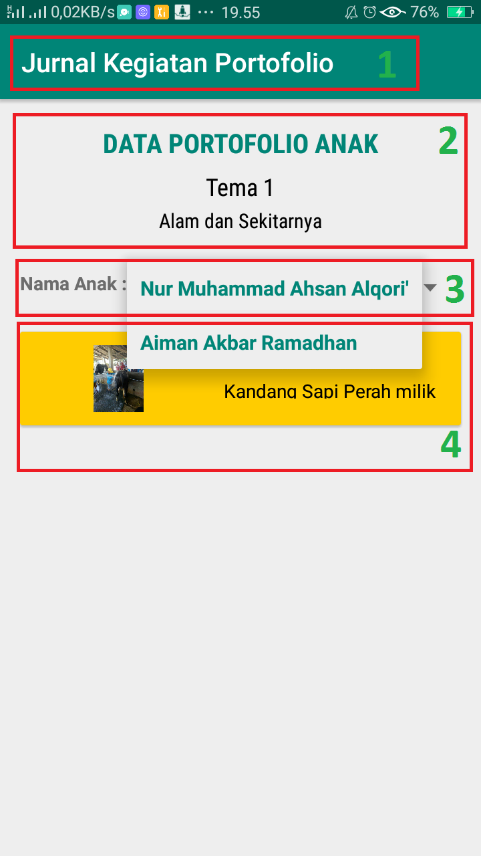 0,02KB/s ... 19.55 76%
Jurnal Kegiatan Portofolio 1
DATA PORTOFOLIO ANAK 2
Tema 1
Alam dan Sekitarnya
Nama Anak : Nur Muhammad Ahsan Alqori' 3
Aiman Akbar Ramadhan
Kandang Sapi Perah milik
4